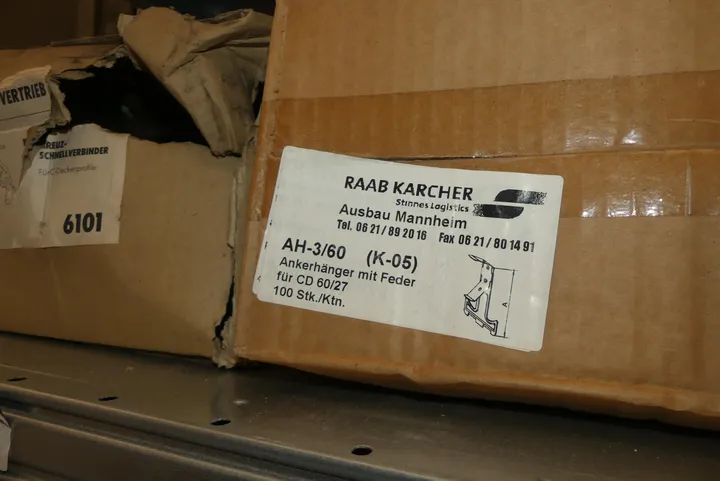 VERTRIEB
KREUZ-
SCHNELLVERBINDER
6101
RAAB KARCHER
Stinnes Logistics
Ausbau Mannheim
Tel. 06 21/ 89 20 16 Fax 06 21/ 80 14 91
AH-3/60 (K-05)
Ankerhänger mit Feder
für CD 60/27
100 Stk./Ktn.
A